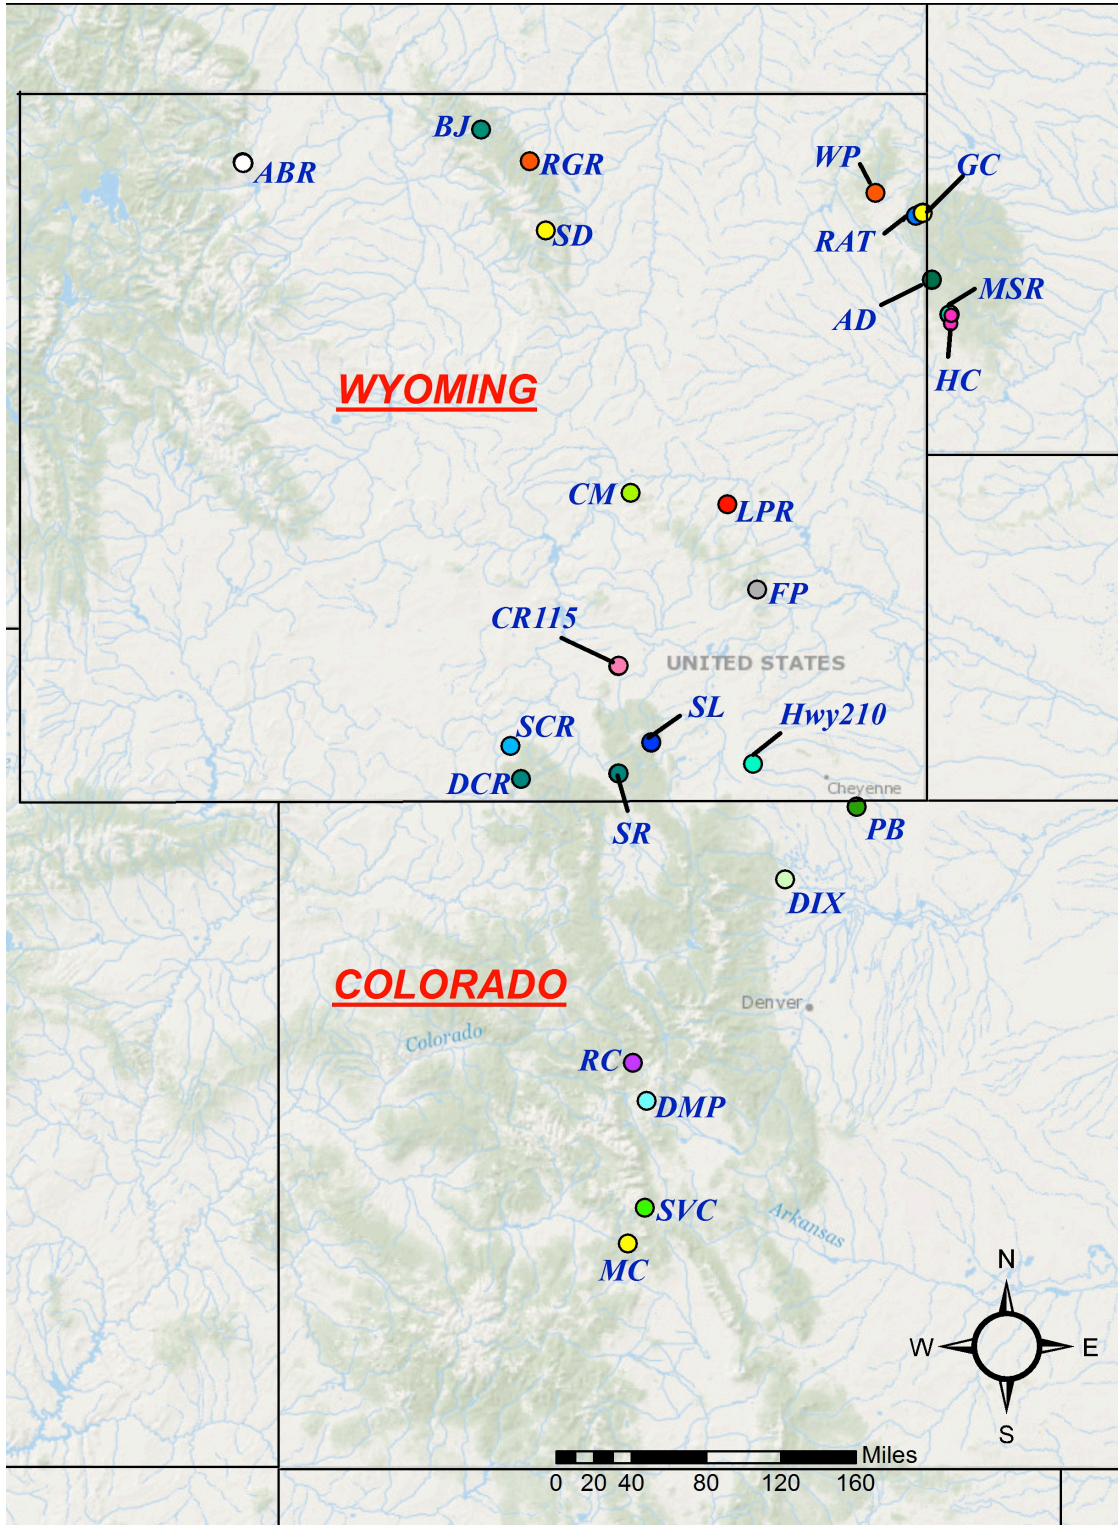 BJ
RGR
ABR
WP
GC
RAT
SD
MSR
AD
HC
WYOMING
CM
LPR
FP
CR115
UNITED STATES
SL
Hwy210
SCR
DCR
Cheyenne
SR
PB
DIX
COLORADO
Denver
Colorado
RC
DMP
SVC
Arkansas
MC
N
W E
S
Miles
0 20 40 80 120 160